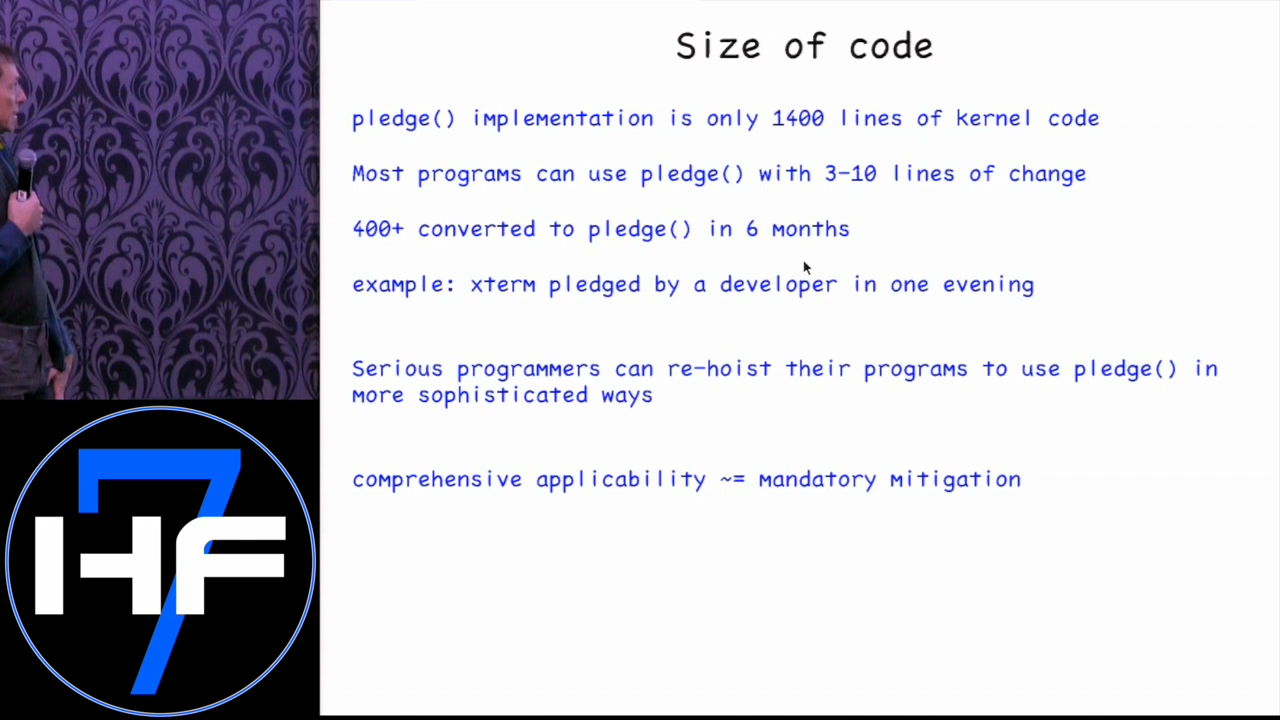 Size of code
pledge() implementation is only 1400 lines of kernel code
Most programs can use pledge() with 3-10 lines of change
400+ converted to pledge() in 6 months
example: xterm pledged by a developer in one evening
Serious programmers can re-hoist their programs to use pledge() in
more sophisticated ways
comprehensive applicability ~= mandatory mitigation
7
HF